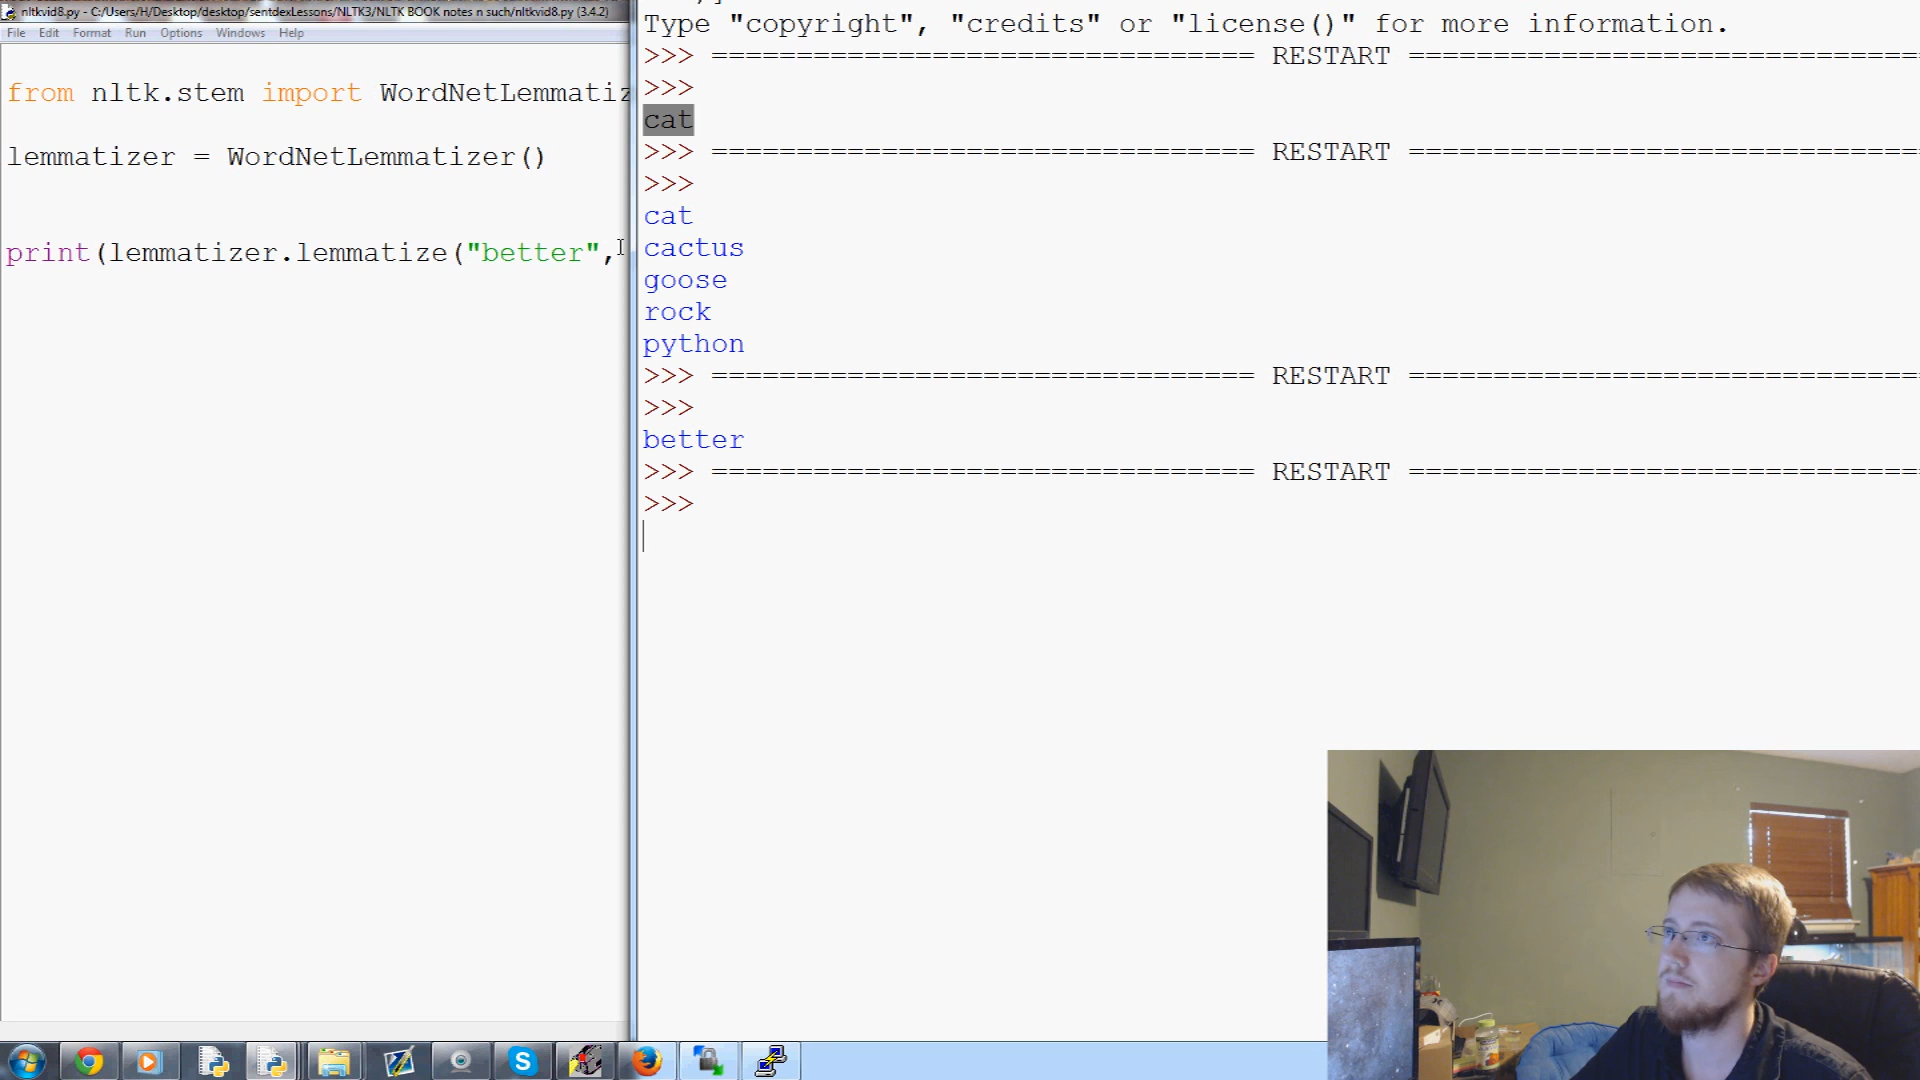 nltkvid8.py - C:/Users/H/Desktop/desktop/sentdexLessons/NLTK3/NLTK BOOK notes n such/nltkvid8.py (3.4.2)
File Edit Format Run Options Windows Help
from nltk.stem import WordNetLemmatiz
lemmatizer = WordNetLemmatizer()
print(lemmatizer.lemmatize("better",
Type "copyright", "credits" or "license()" for more information.
>>> ================================ RESTART ==============================
>>>
cat
>>> ================================ RESTART ==============================
>>>
cat
cactus
goose
rock
python
>>> ================================ RESTART ==============================
>>>
better
>>> ================================ RESTART ==============================
>>>